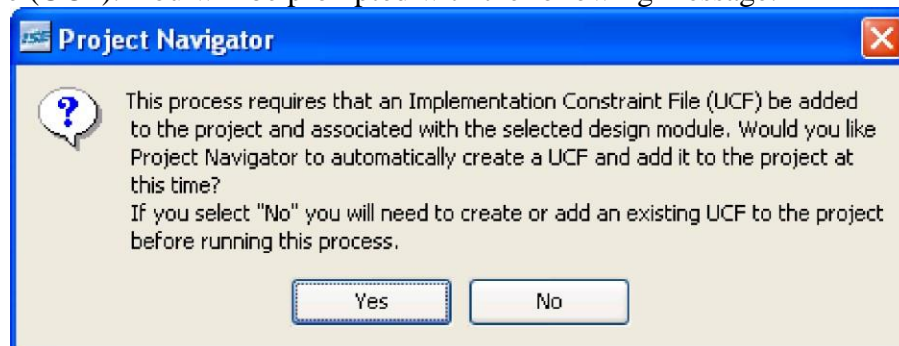 ISE Project Navigator
This process requires that an Implementation Constraint File (UCF) be added
to the project and associated with the selected design module. Would you like
Project Navigator to automatically create a UCF and add it to the project at
this time?
If you select "No" you will need to create or add an existing UCF to the project
before running this process.
Yes No